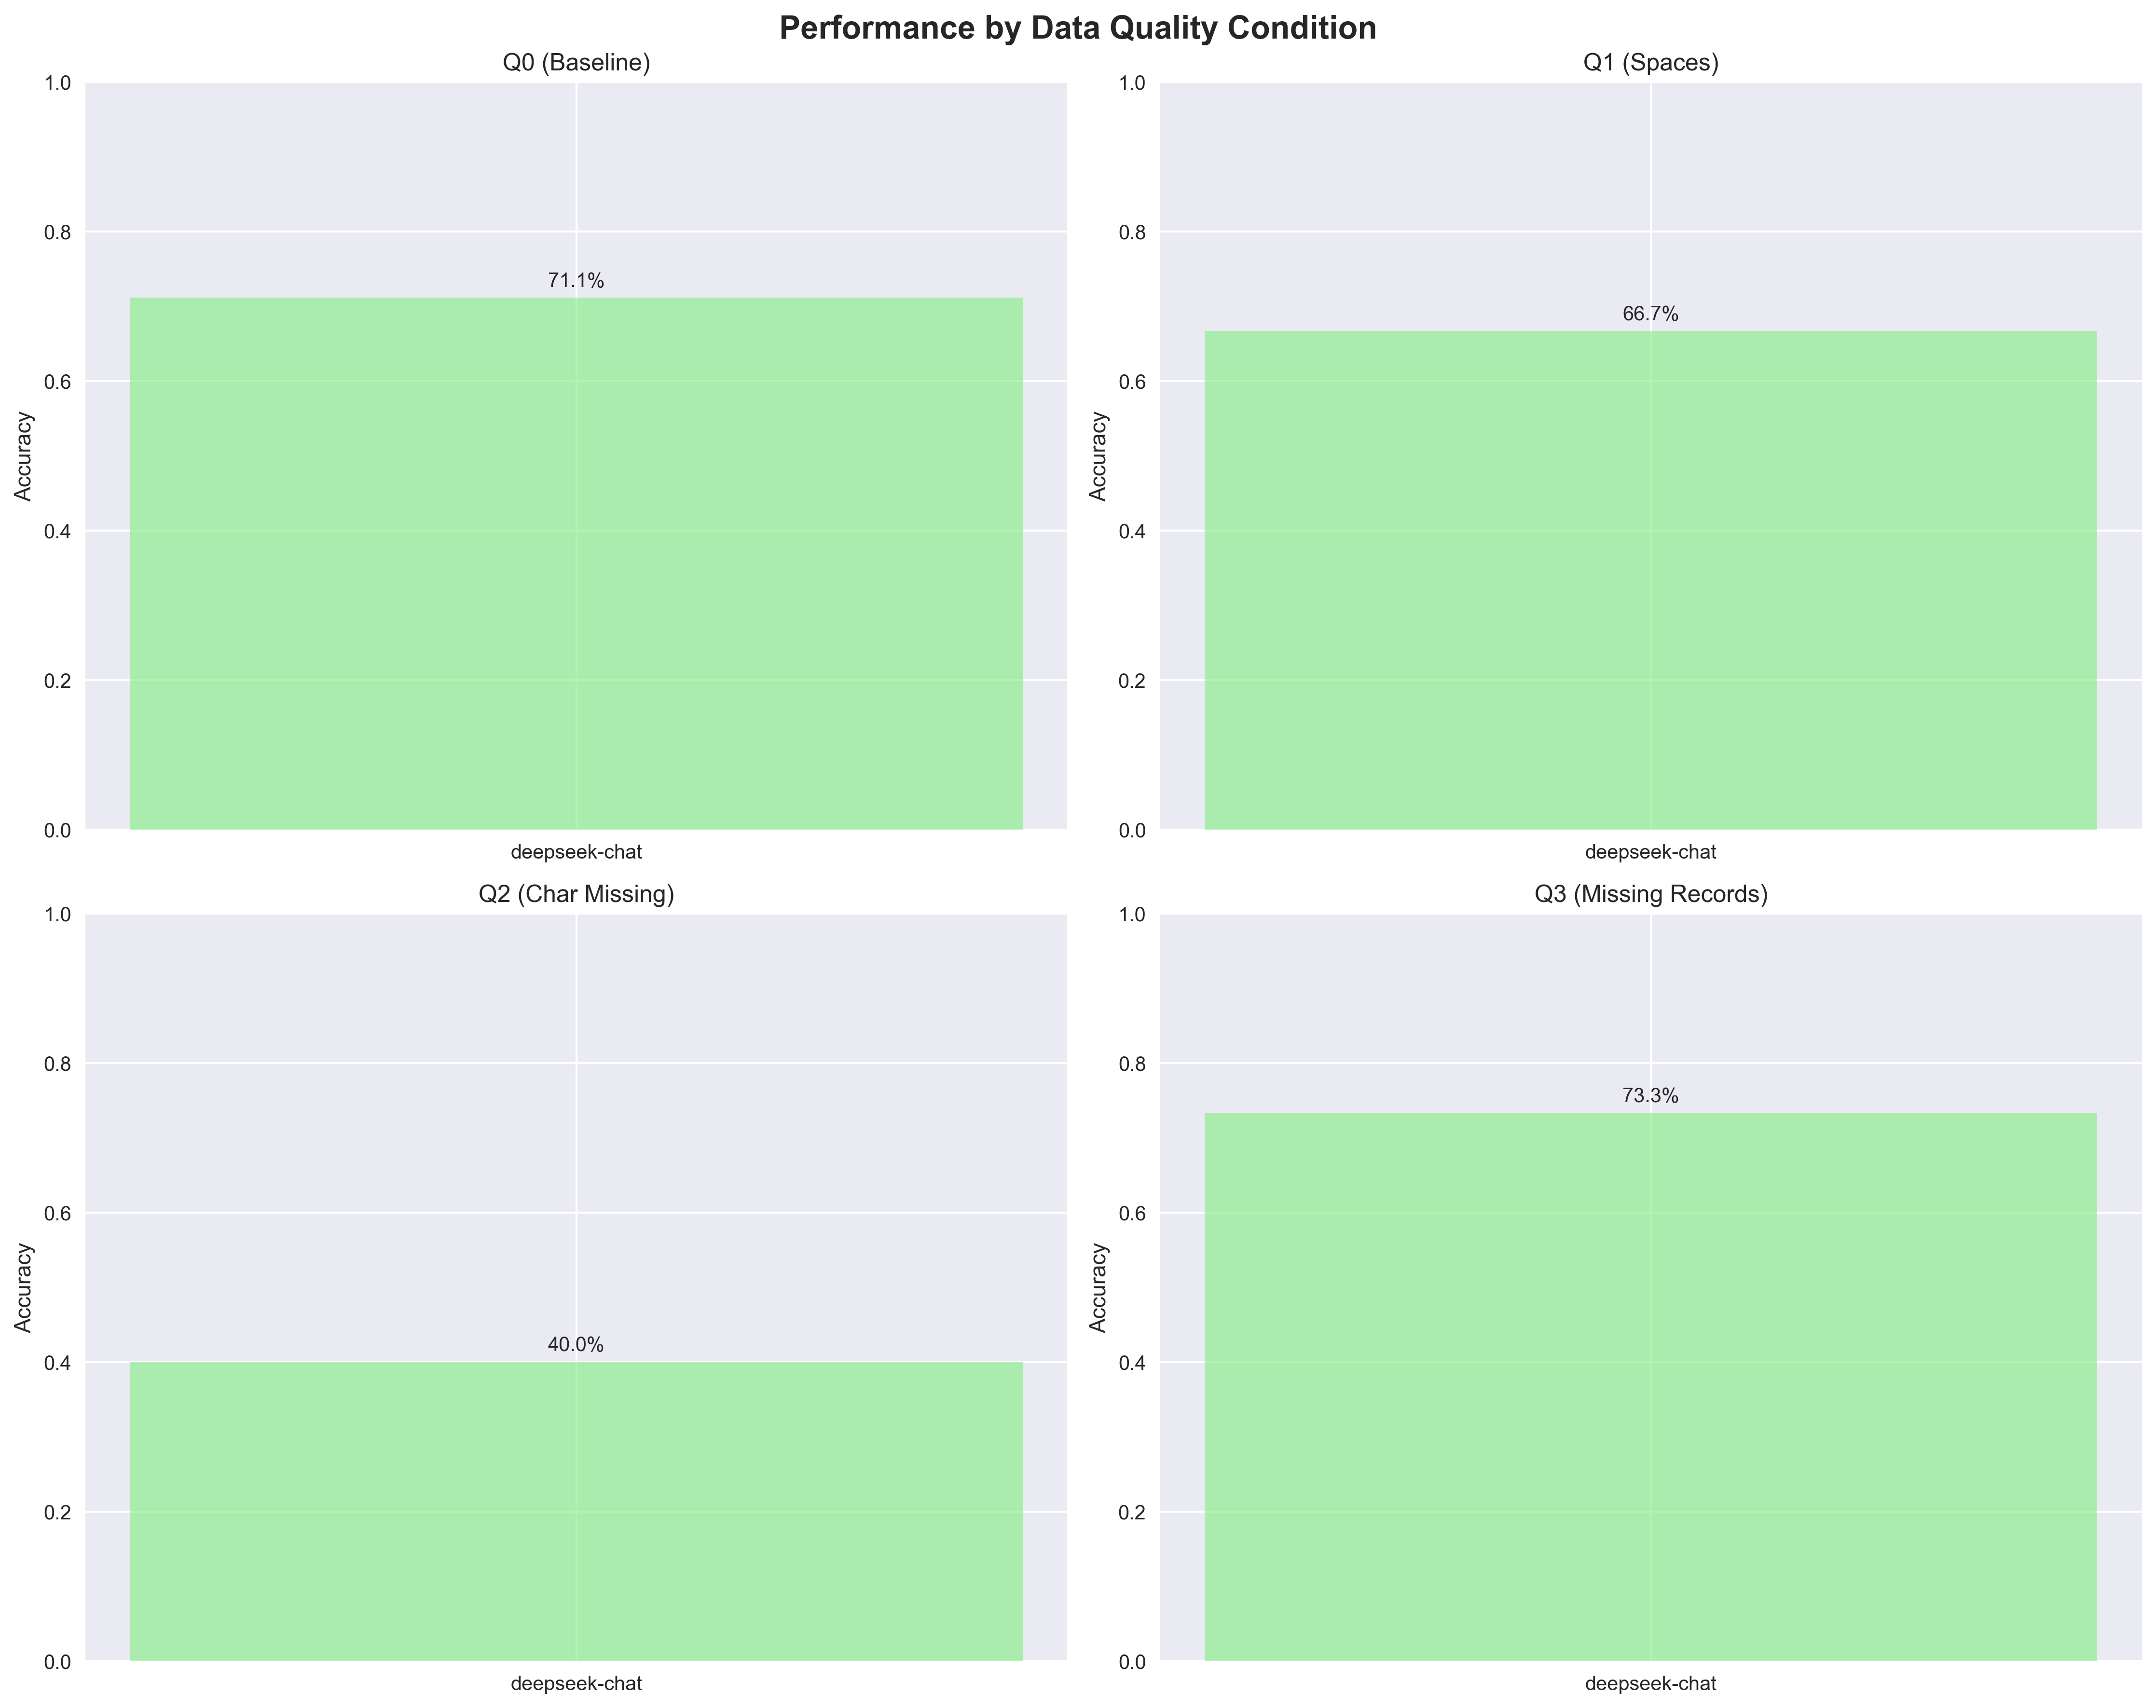 Performance by Data Quality Condition
Q0 (Baseline)
1.0
0.8
0.6
0.4
0.2
0.0
Accuracy
71.1%
deepseek-chat
Q1 (Spaces)
1.0
0.8
0.6
0.4
0.2
0.0
Accuracy
66.7%
deepseek-chat
Q2 (Char Missing)
1.0
0.8
0.6
0.4
0.2
0.0
Accuracy
40.0%
deepseek-chat
Q3 (Missing Records)
1.0
0.8
0.6
0.4
0.2
0.0
Accuracy
73.3%
deepseek-chat